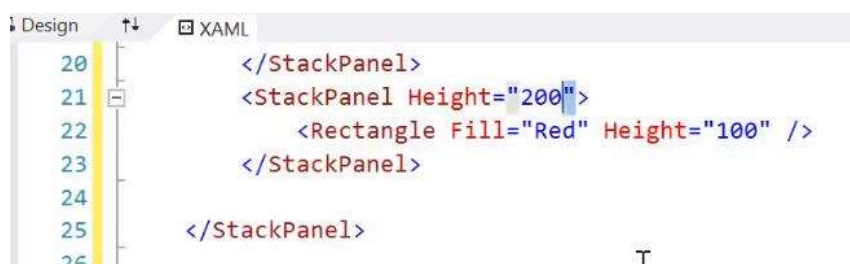 Design XAML
20 </StackPanel>
21 <StackPanel Height="200">
22 <Rectangle Fill="Red" Height="100" />
23 </StackPanel>
24
25 </StackPanel>
26